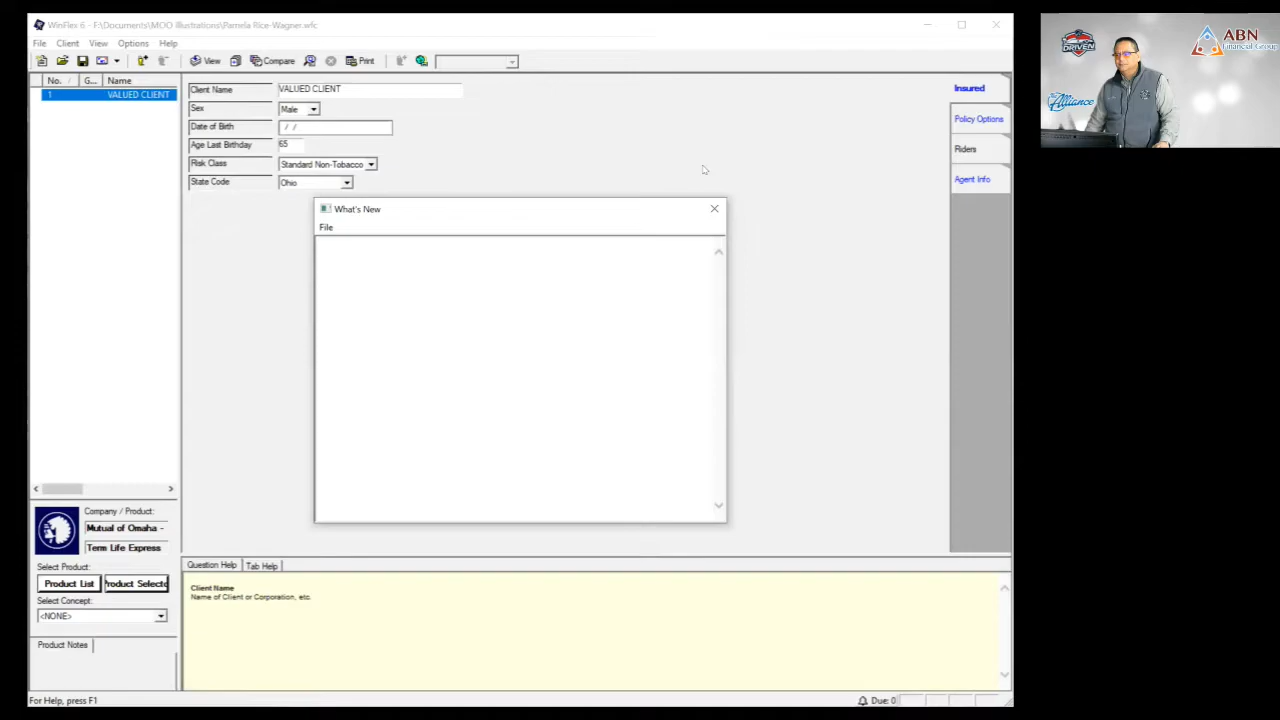 WinFlex 6 - F:\Documents\MOO Illustrations\Pamela Rice-Wagner.wfc
File Client View Options Help
View Compare Print
No. G... Name
1 VALUED CLIENT
Client Name VALUED CLIENT
Sex Male
Date of Birth / /
Age Last Birthday 65
Risk Class Standard Non-Tobacco
State Code Ohio
Insured
Policy Options
Riders
Agent Info
What's New
File
Company / Product:
Mutual of Omaha -
Term Life Express
Select Product:
Product List Product Selecto
Select Concept:
<NONE>
Product Notes
Question Help Tab Help
Client Name
Name of Client or Corporation, etc.
For Help, press F1
Due: 0
DRIVEN
The Alliance
ABN
Financial Group